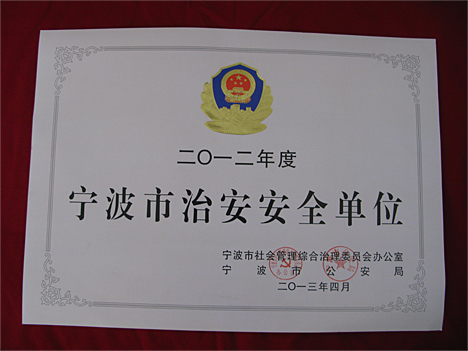 二〇一二年度
宁波市治安安全单位
宁波市社会管理综合治理委员会办公室
宁波市公安局
二〇一三年四月